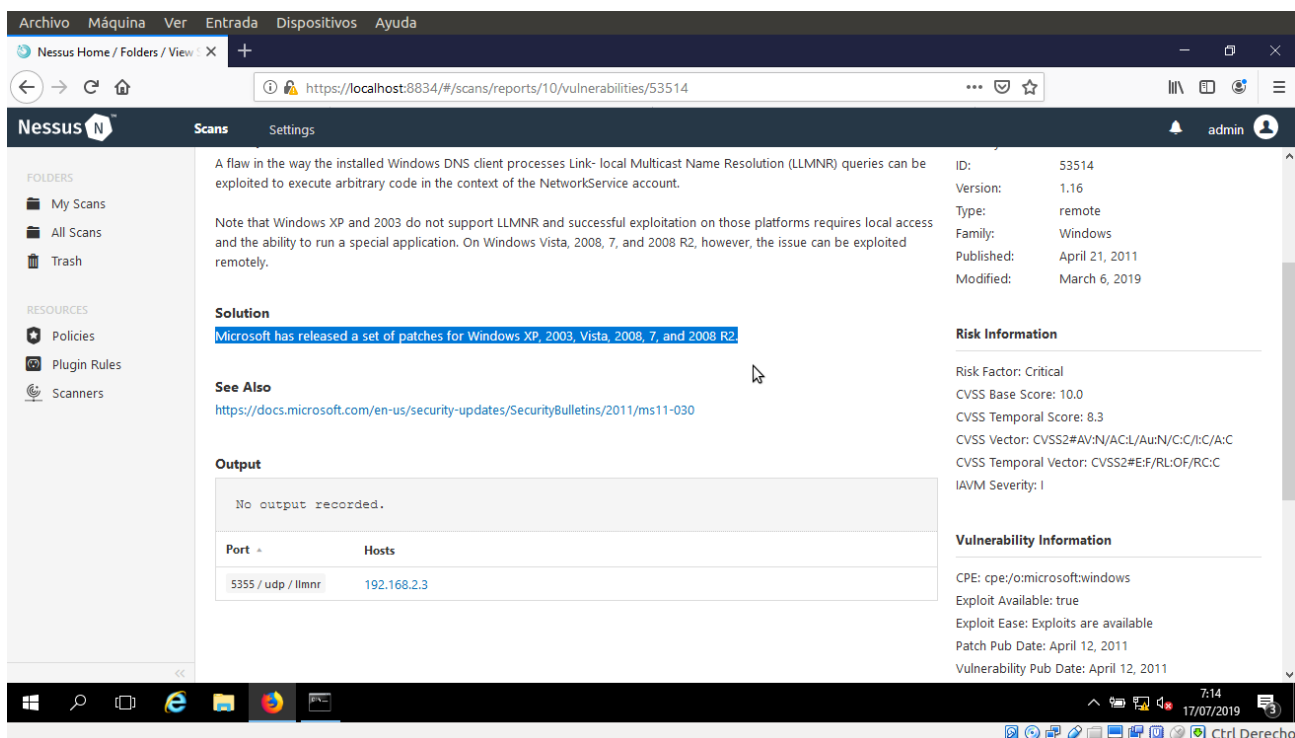 Archivo Máquina Ver Entrada Dispositivos Ayuda
Nessus Home / Folders / View
https://localhost:8834/#/scans/reports/10/vulnerabilities/53514
Nessus N Scans Settings admin
FOLDERS
My Scans
All Scans
Trash
RESOURCES
Policies
Plugin Rules
Scanners
A flaw in the way the installed Windows DNS client processes Link- local Multicast Name Resolution (LLMNR) queries can be
exploited to execute arbitrary code in the context of the NetworkService account.
Note that Windows XP and 2003 do not support LLMNR and successful exploitation on those platforms requires local access
and the ability to run a special application. On Windows Vista, 2008, 7, and 2008 R2, however, the issue can be exploited
remotely.
Solution
Microsoft has released a set of patches for Windows XP, 2003, Vista, 2008, 7, and 2008 R2.
See Also
https://docs.microsoft.com/en-us/security-updates/SecurityBulletins/2011/ms11-030
Output
No output recorded.
Port Hosts
5355 / udp / llmnr 192.168.2.3
ID: 53514
Version: 1.16
Type: remote
Family: Windows
Published: April 21, 2011
Modified: March 6, 2019
Risk Information
Risk Factor: Critical
CVSS Base Score: 10.0
CVSS Temporal Score: 8.3
CVSS Vector: CVSS2#AV:N/AC:L/Au:N/C:C/I:C/A:C
CVSS Temporal Vector: CVSS2#E:F/RL:OF/RC:C
IAVM Severity: I
Vulnerability Information
CPE: cpe:/o:microsoft:windows
Exploit Available: true
Exploit Ease: Exploits are available
Patch Pub Date: April 12, 2011
Vulnerability Pub Date: April 12, 2011
7:14
17/07/2019
3
Ctrl Derecho